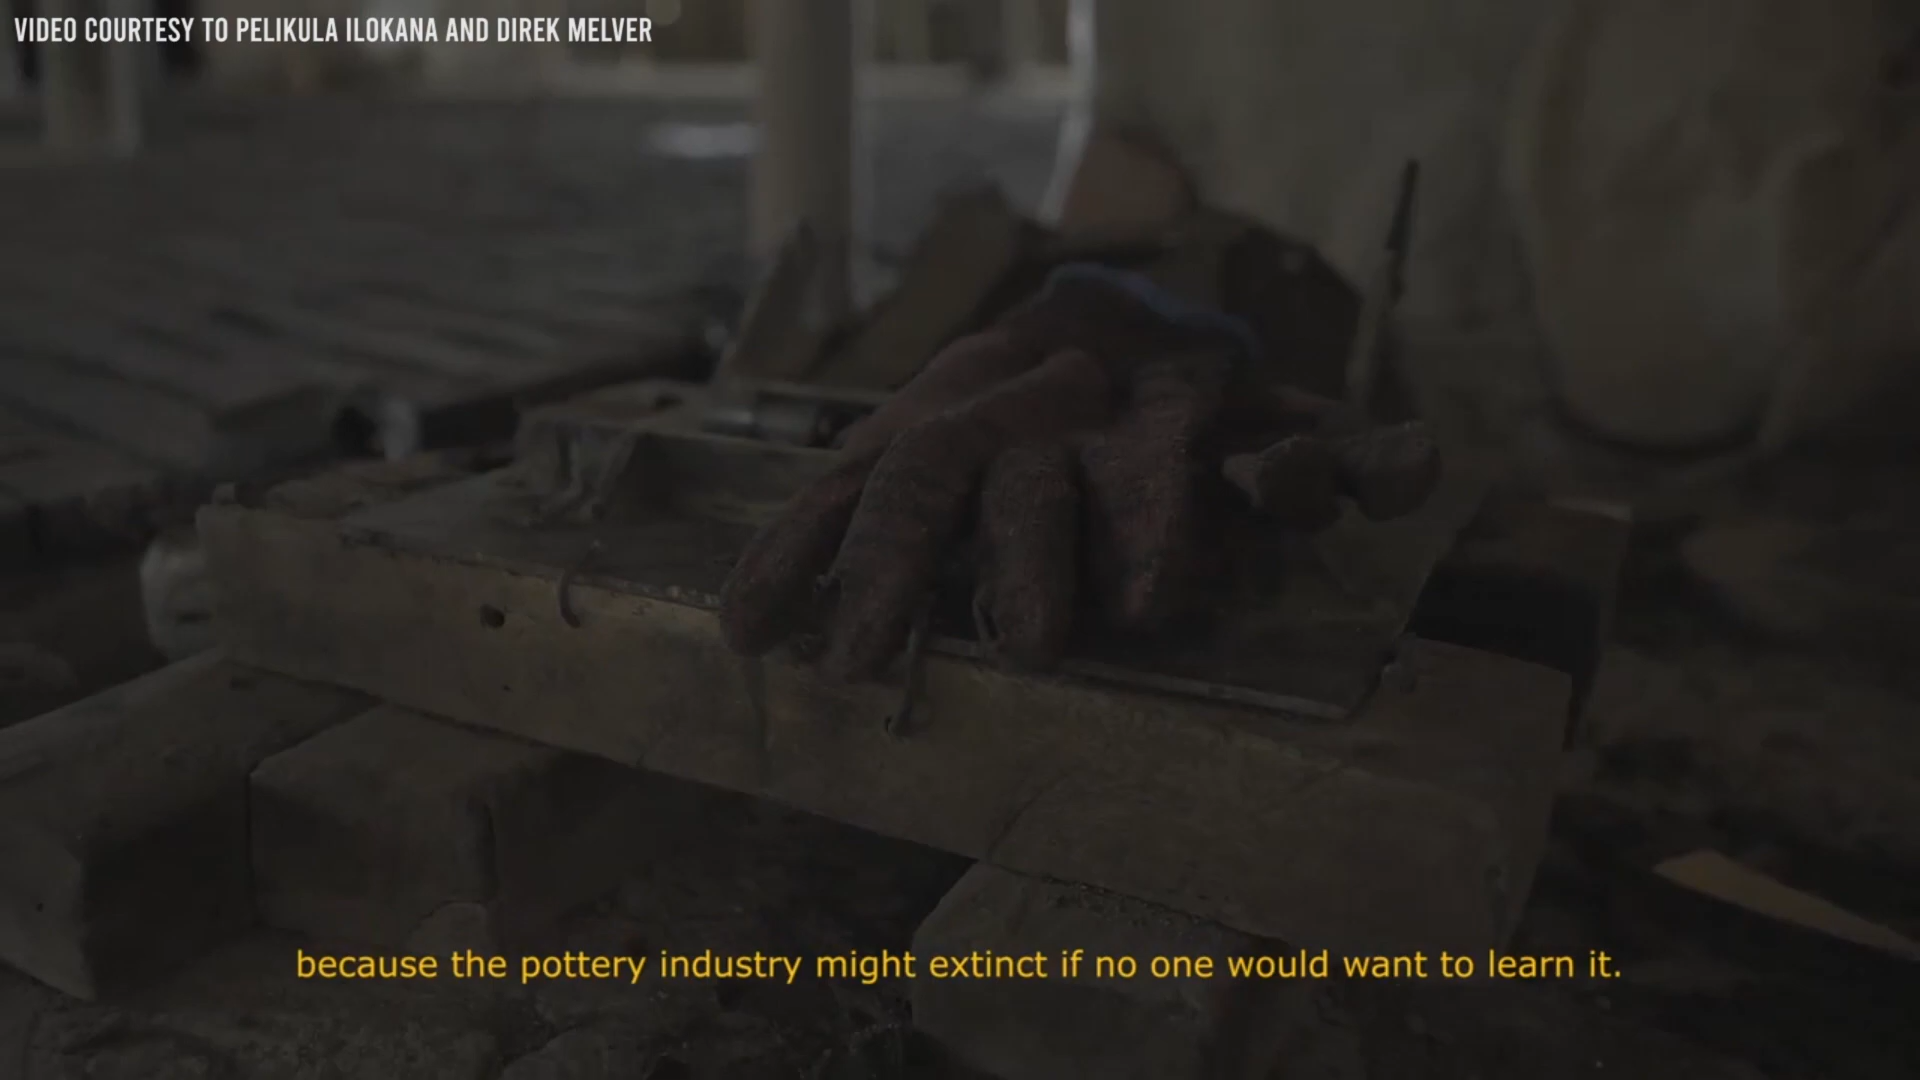 VIDEO COURTESY TO PELIKULA ILOKANA AND DIREK MELVER
because the pottery industry might extinct if no one would want to learn it.